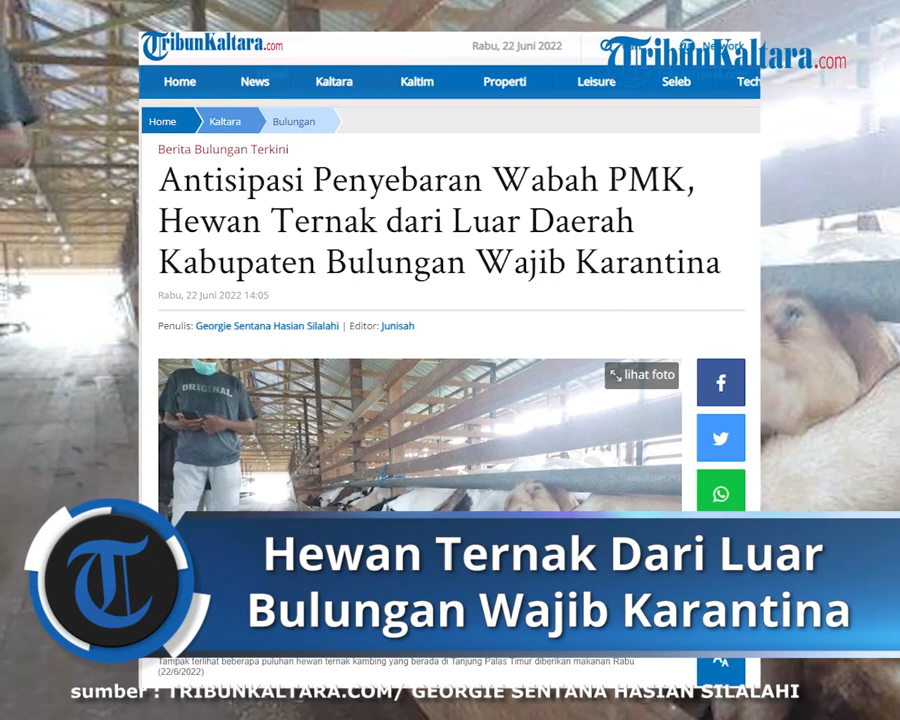 TribunKaltara.com
Rabu, 22 Juni 2022
TribunKaltara.com
Home News Kaltara Kaltim Properti Leisure Seleb Tech
Home Kaltara Bulungan
Berita Bulungan Terkini
Antisipasi Penyebaran Wabah PMK,
Hewan Ternak dari Luar Daerah
Kabupaten Bulungan Wajib Karantina
Rabu, 22 Juni 2022 14:05
Penulis: Georgie Sentana Hasian Silalahi | Editor: Junisah
lihat foto
ORIGINAL
Hewan Ternak Dari Luar
Bulungan Wajib Karantina
Tampak terlihat beberapa puluhan hewan ternak kambing yang berada di Tanjung Palas Timur diberikan makanan Rabu
(22/6/2022)
sumber : TRIBUNKALTARA.COM/ GEORGIE SENTANA HASIAN SILALAHI